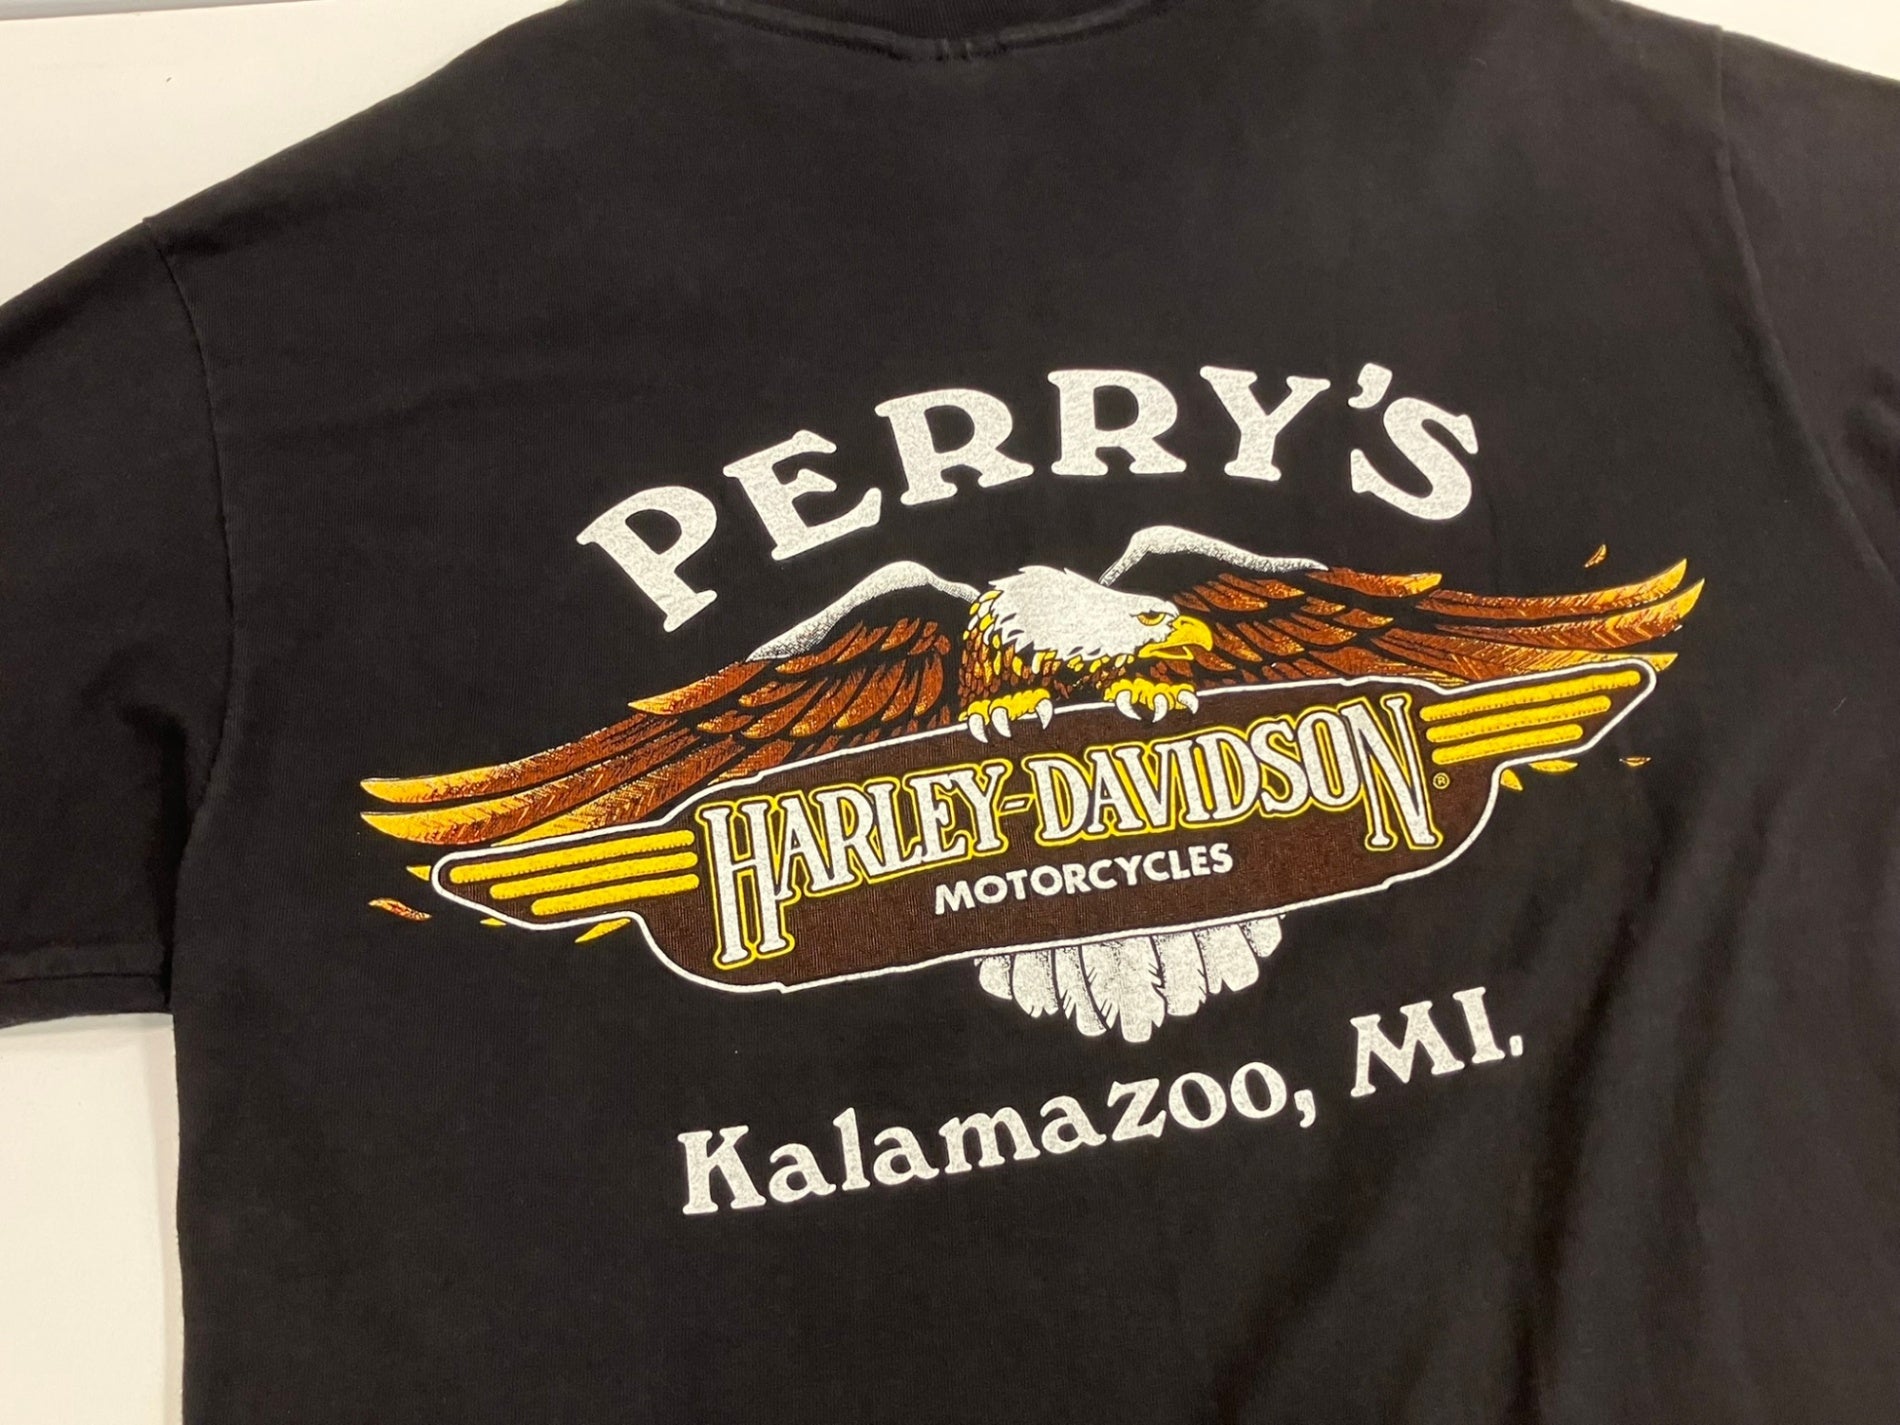 PERRY'S
HARLEY-DAVIDSON ®
MOTORCYCLES
Kalamazoo, MI.